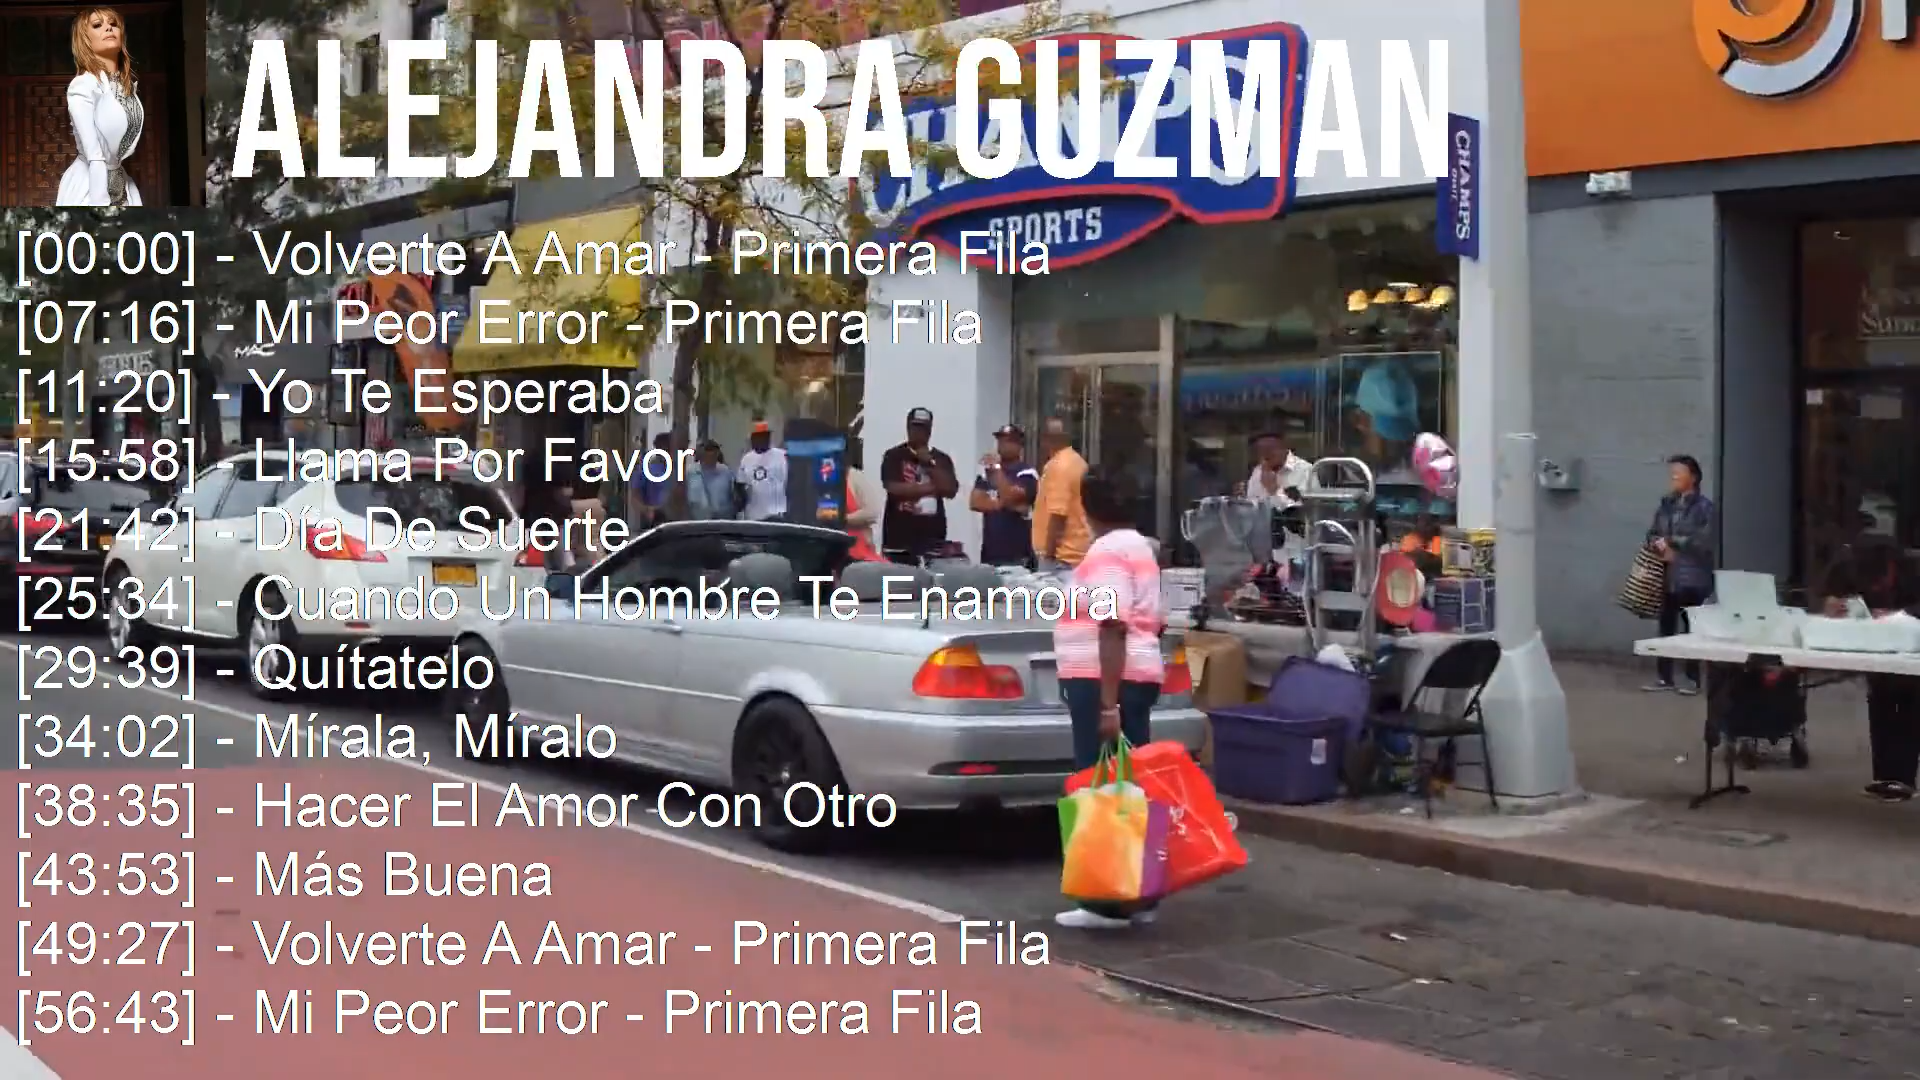 ALEJANDRA GUZMAN
CHAMPS
SPORTS
CHAMPS
[00:00] - Volverte A Amar - Primera Fila
[07:16] - Mi Peor Error - Primera Fila
MAC
[11:20] - Yo Te Esperaba
[15:58] - Llama Por Favor
[21:42] - Día De Suerte
[25:34] - Cuando Un Hombre Te Enamora
[29:39] - Quítatelo
[34:02] - Mírala, Míralo
[38:35] - Hacer El Amor Con Otro
[43:53] - Más Buena
[49:27] - Volverte A Amar - Primera Fila
[56:43] - Mi Peor Error - Primera Fila